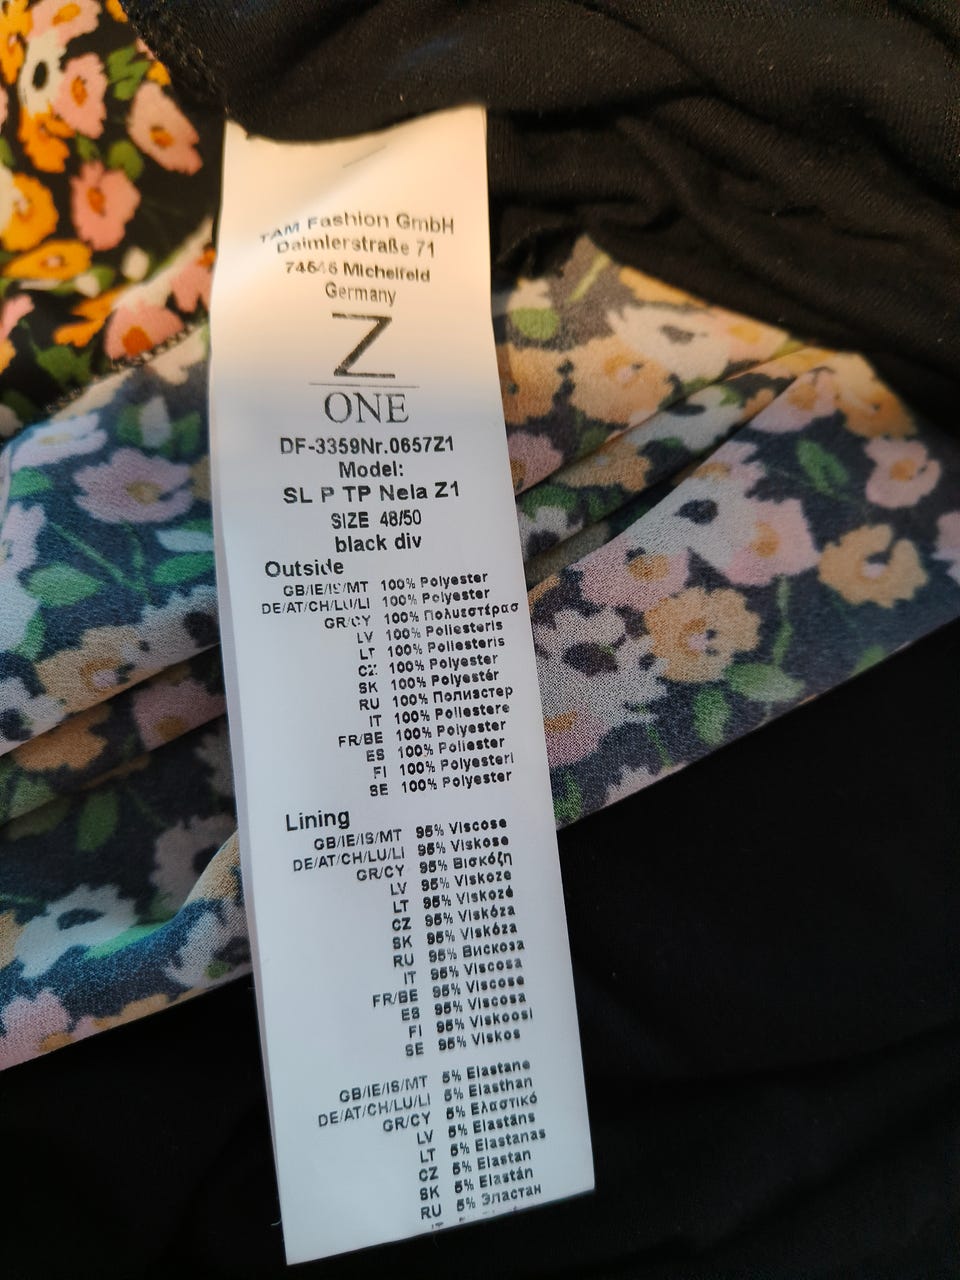 TAM Fashion GmbH
Daimlerstraße 71
74545 Michelfeld
Germany
Z
ONE
DF-3359Nr.0657Z1
Model:
SL P TP Nela Z1
SIZE 48/50
black div
Outside
GB/IE/IS/MT 100% Polyester
DE/AT/CH/LU/LI 100% Polyester
GR/CY 100% Πολυεστέρας
LV 100% Poliesteris
LT 100% Poliesteris
CZ 100% Polyester
SK 100% Polyestér
RU 100% Полиэстер
IT 100% Poliestere
FR/BE 100% Polyester
ES 100% Poliester
FI 100% Polyesteri
SE 100% Polyester
Lining
GB/IE/IS/MT 95% Viscose
DE/AT/CH/LU/LI 95% Viskose
GR/CY 95% Βισκόζη
LV 95% Viskoze
LT 95% Viskozė
CZ 95% Viskóza
SK 95% Viskóza
RU 95% Вискоза
IT 95% Viscosa
FR/BE 95% Viscose
ES 95% Viscosa
FI 95% Viskoosi
SE 95% Viskos
GB/IE/IS/MT 5% Elastane
DE/AT/CH/LU/LI 5% Elasthan
GR/CY 5% Ελαστικό
LV 5% Elastāns
LT 5% Elastanas
CZ 5% Elastan
SK 5% Elastán
RU 5% Эластан